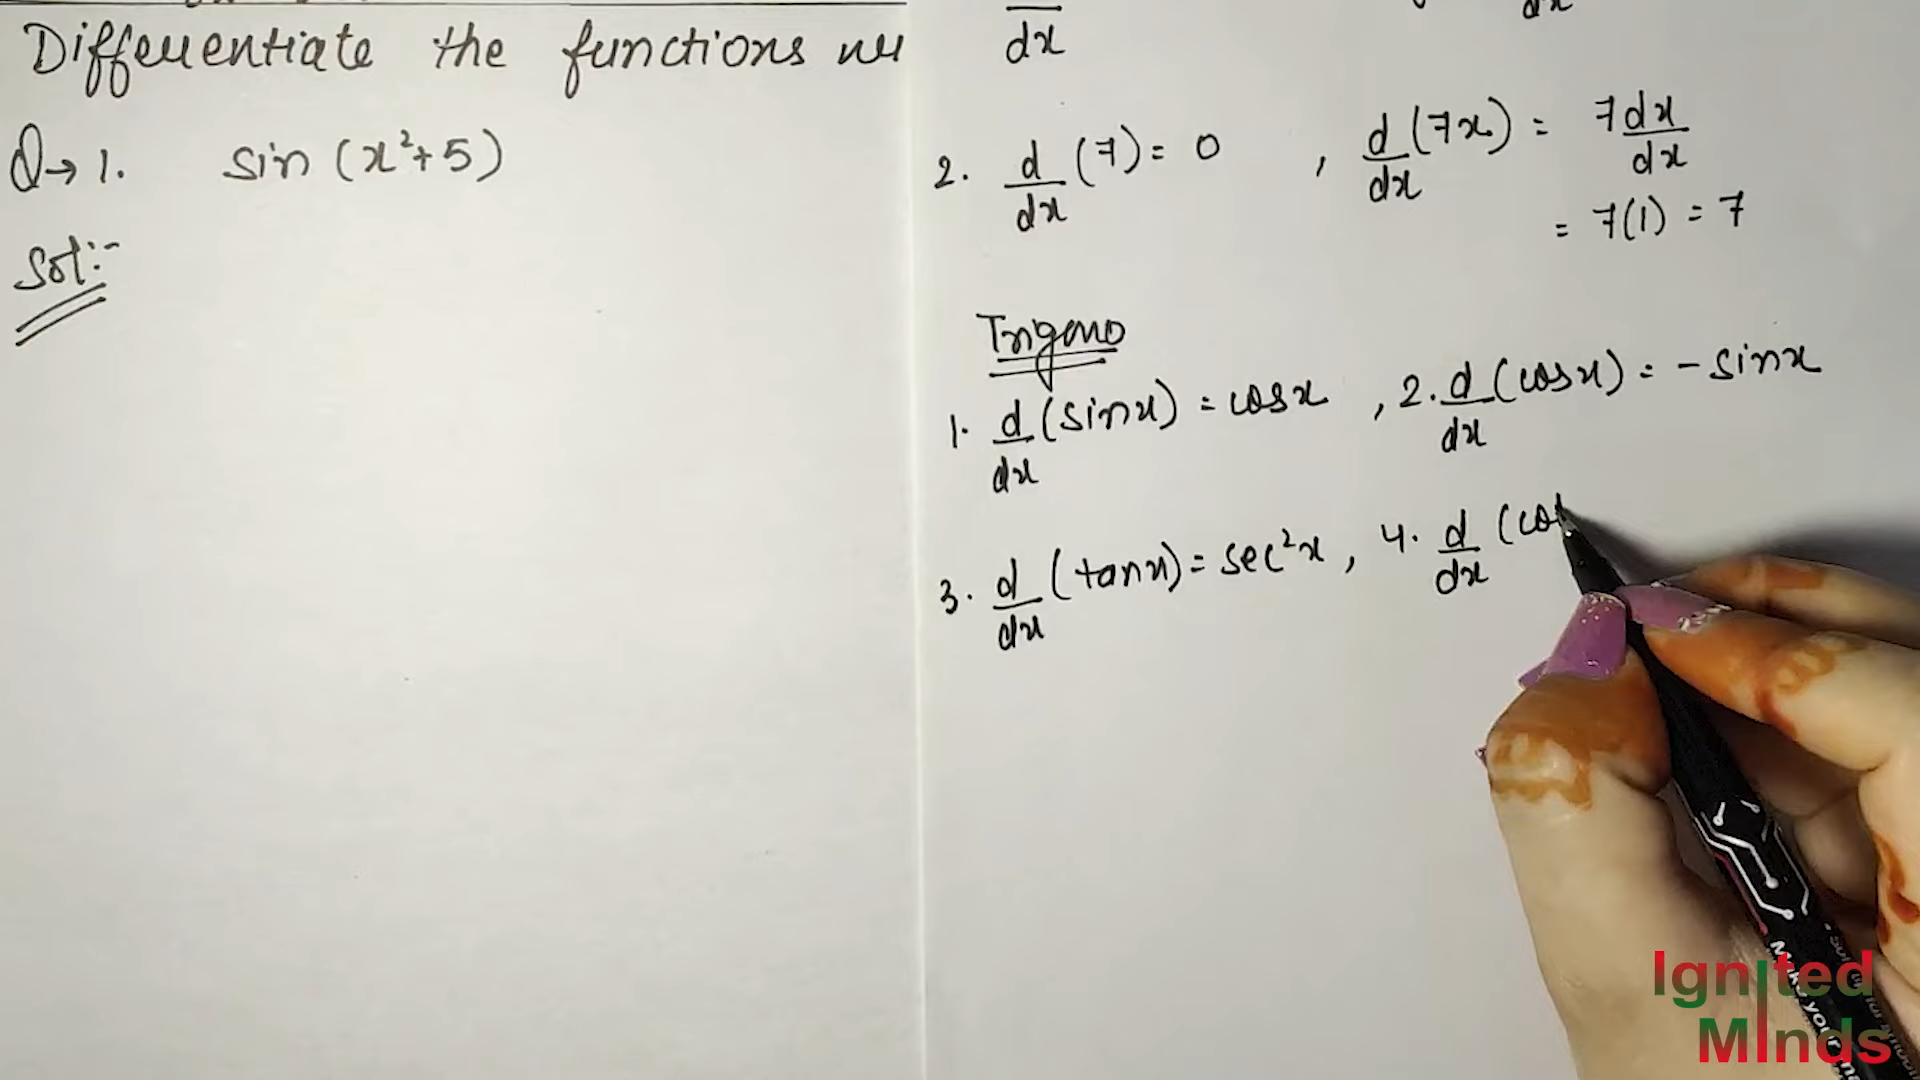 Differentiate the functions
Q→ 1. sin (x²+5)
Sol:-
dx
dx
2. d/dx (7) = 0 , d/dx (7x) = 7dx/dx
= 7(1) = 7
Trigono
1. d/dx (sinx) = cosx , 2. d/dx (cosx) = -sinx
3. d/dx (tanx) = sec²x , 4. d/dx (co
Ignited
Minds